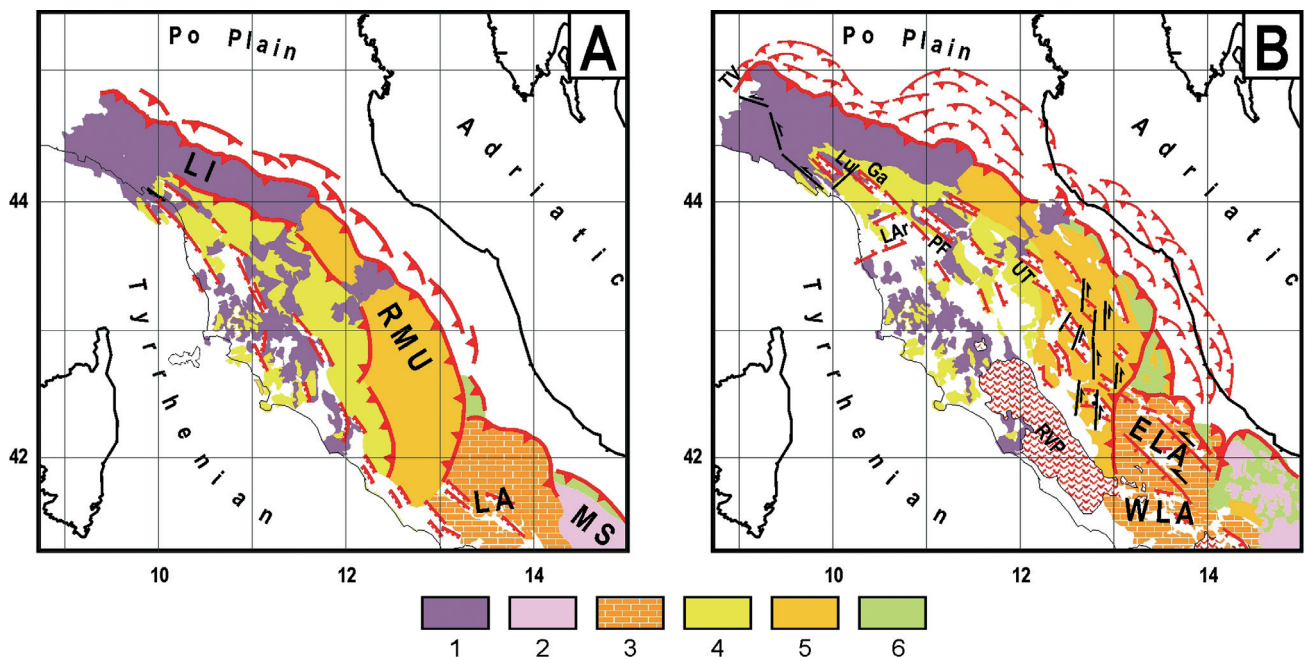 A
Po Plain
Adriatic
Tyrrhenian
LI
RMU
LA
MS
44
42
10
12
14
B
Po Plain
Adriatic
Tyrrhenian
TV
Lu
Ga
LAr
PF
UT
RVP
ELA
WLA
44
42
10
12
14
1
2
3
4
5
6